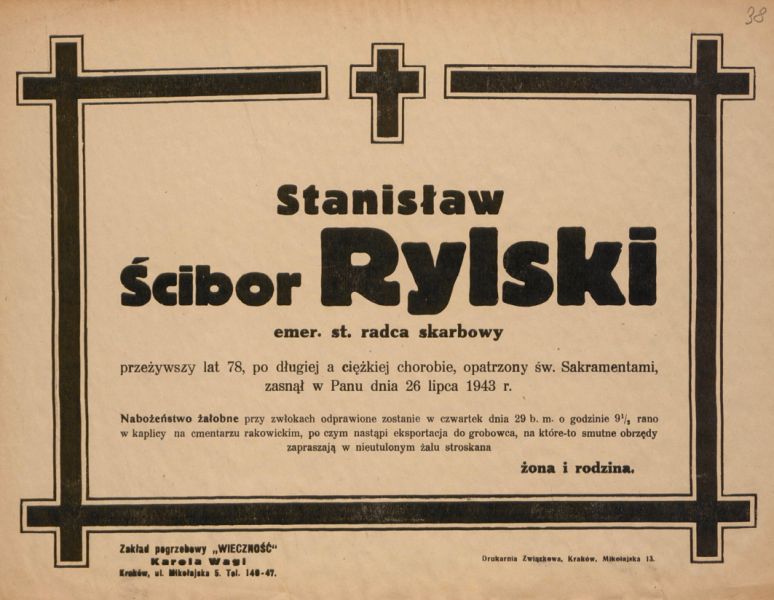 38
Stanisław
Ścibor Rylski
emer. st. radca skarbowy
przeżywszy lat 78, po długiej a ciężkiej chorobie, opatrzony św. Sakramentami,
zasnął w Panu dnia 26 lipca 1943 r.
Nabożeństwo żałobne przy zwłokach odprawione zostanie w czwartek dnia 29 b. m. o godzinie 9¹/₂ rano
w kaplicy na cmentarzu rakowickim, po czym nastąpi eksportacja do grobowca, na które-to smutne obrzędy
zapraszają w nieutulonym żalu stroskana
żona i rodzina.
Zakład pogrzebowy „WIECZNOŚĆ“
Karola Wagi
Kraków, ul. Mikołajska 5. Tel. 148-47.
Drukarnia Związkowa, Kraków, Mikołajska 13.